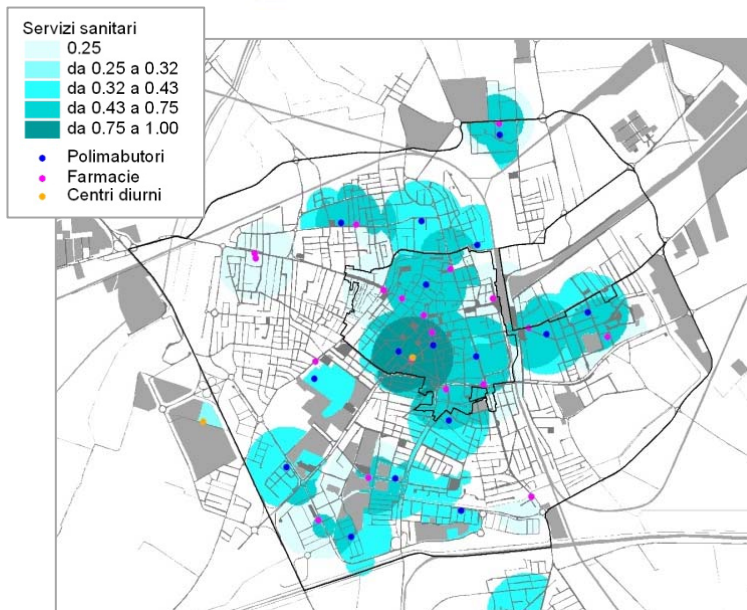 Servizi sanitari
0.25
da 0.25 a 0.32
da 0.32 a 0.43
da 0.43 a 0.75
da 0.75 a 1.00
Polimabutori
Farmacie
Centri diurni